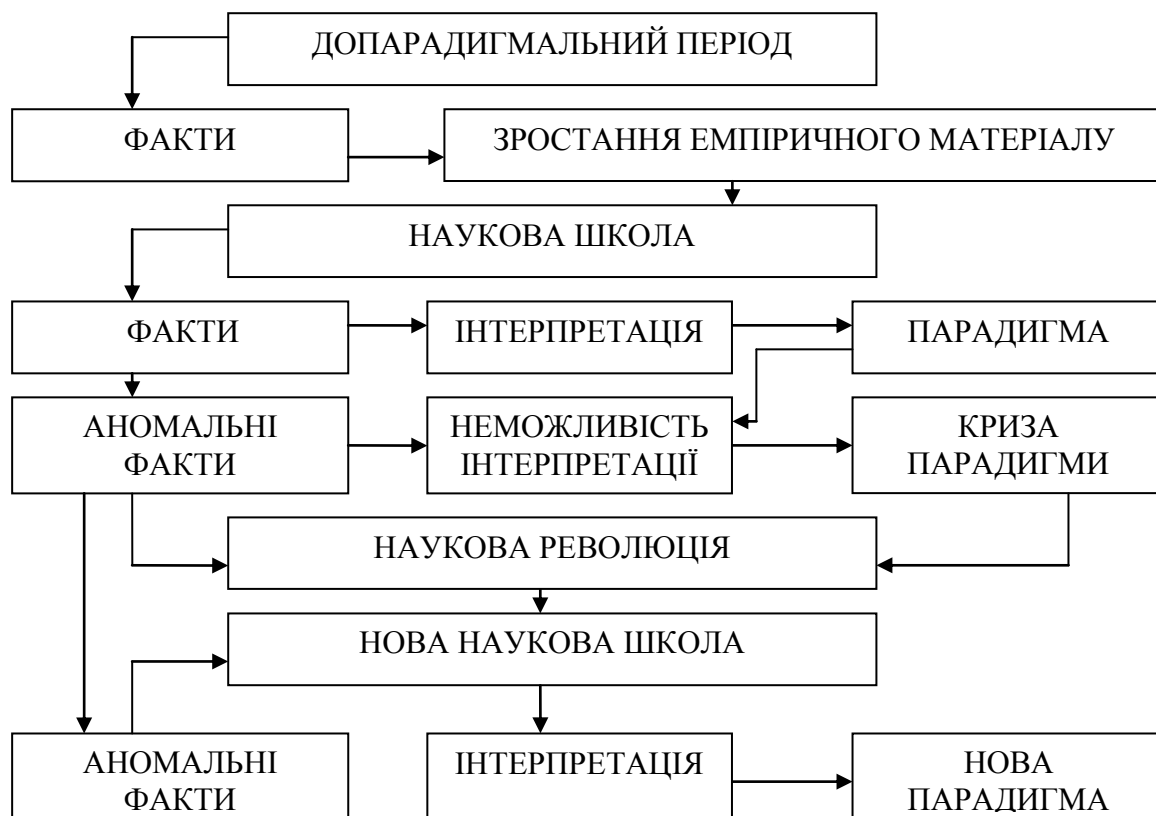 ДОПАРАДИГМАЛЬНИЙ ПЕРІОД
ФАКТИ
ЗРОСТАННЯ ЕМПІРИЧНОГО МАТЕРІАЛУ
НАУКОВА ШКОЛА
ФАКТИ
ІНТЕРПРЕТАЦІЯ
ПАРАДИГМА
АНОМАЛЬНІ
ФАКТИ
НЕМОЖЛИВІСТЬ
ІНТЕРПРЕТАЦІЇ
КРИЗА
ПАРАДИГМИ
НАУКОВА РЕВОЛЮЦІЯ
НОВА НАУКОВА ШКОЛА
АНОМАЛЬНІ
ФАКТИ
ІНТЕРПРЕТАЦІЯ
НОВА
ПАРАДИГМА